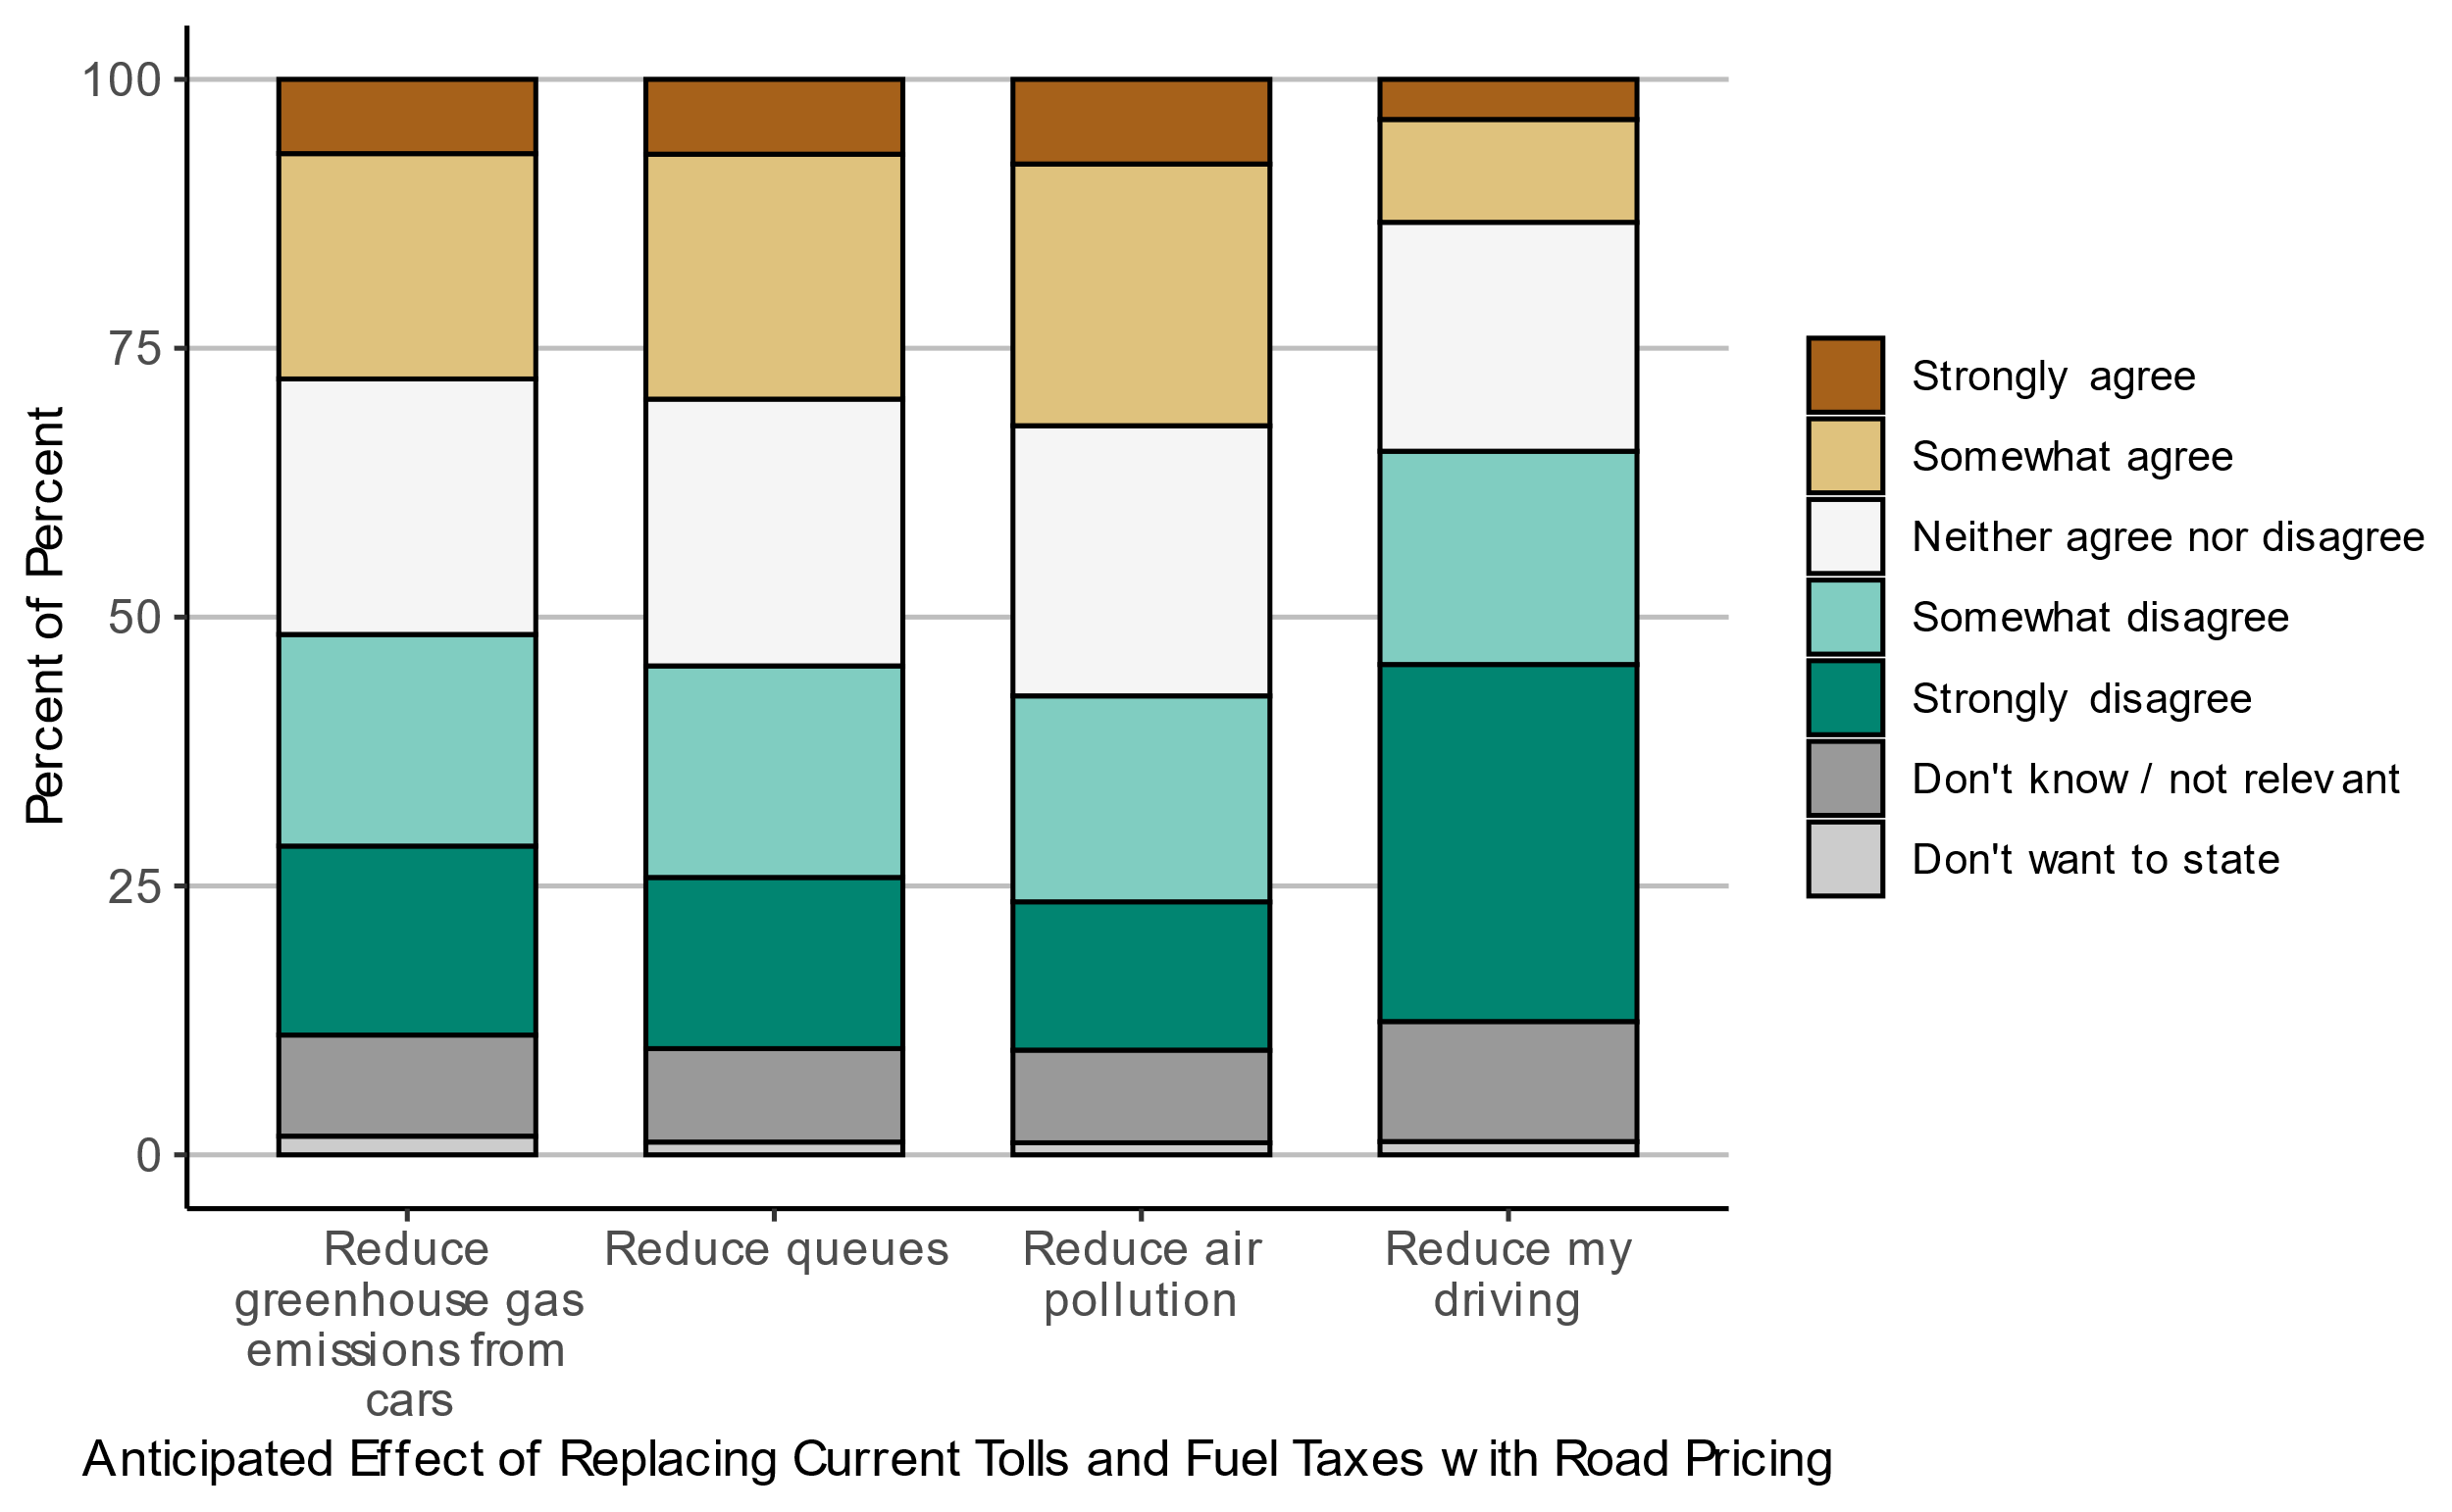 Percent of Percent
100
75
50
25
0
Reduce
greenhouse gas
emissions from
cars
Reduce queues
Reduce air
pollution
Reduce my
driving
Anticipated Effect of Replacing Current Tolls and Fuel Taxes with Road Pricing
Strongly agree
Somewhat agree
Neither agree nor disagree
Somewhat disagree
Strongly disagree
Don't know / not relevant
Don't want to state